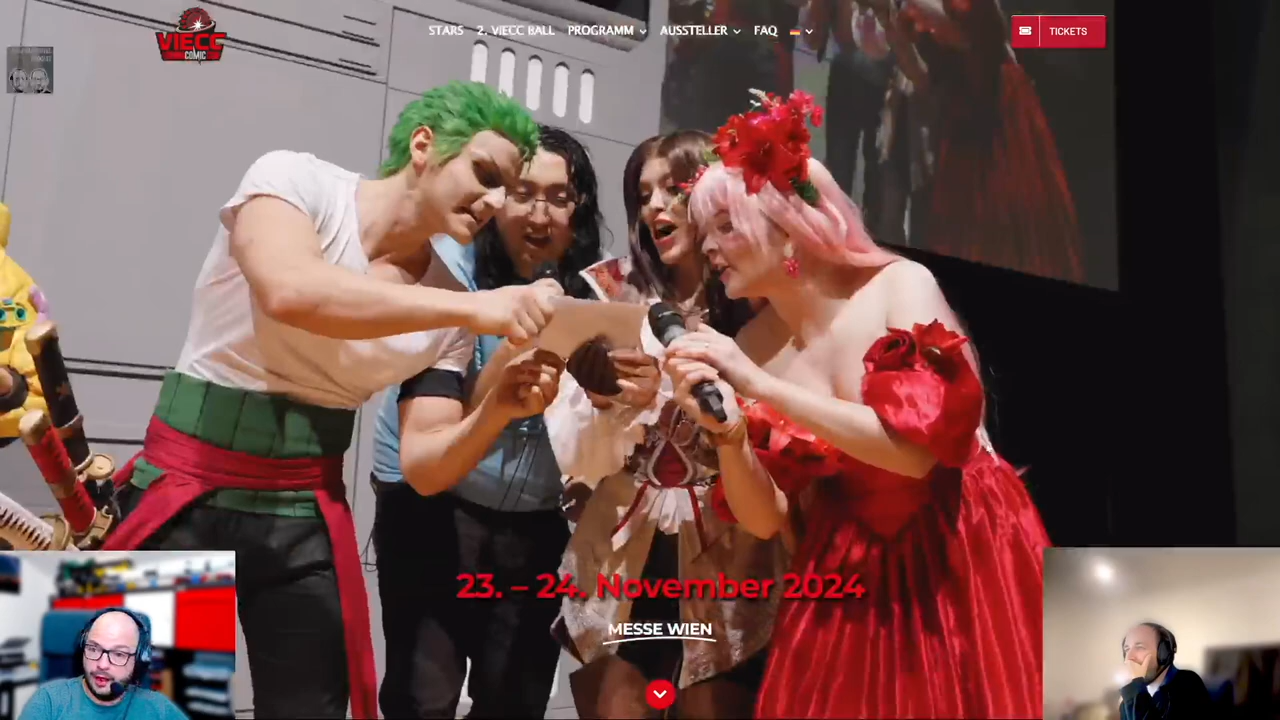 VIECC
COMIC
STARS 2. VIECC BALL PROGRAMM AUSSTELLER FAQ
TICKETS
23. – 24. November 2024
MESSE WIEN